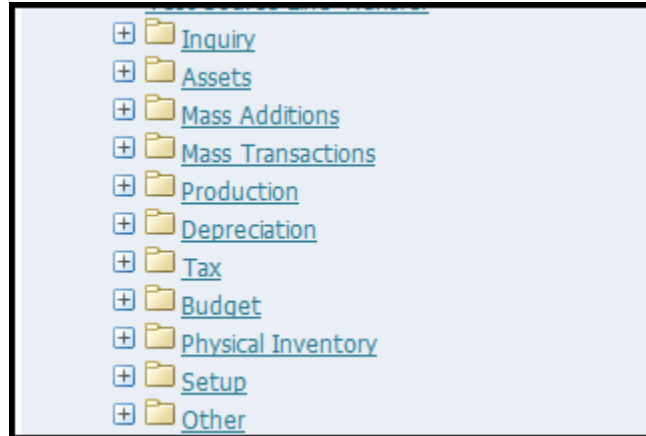 Inquiry
Assets
Mass Additions
Mass Transactions
Production
Depreciation
Tax
Budget
Physical Inventory
Setup
Other